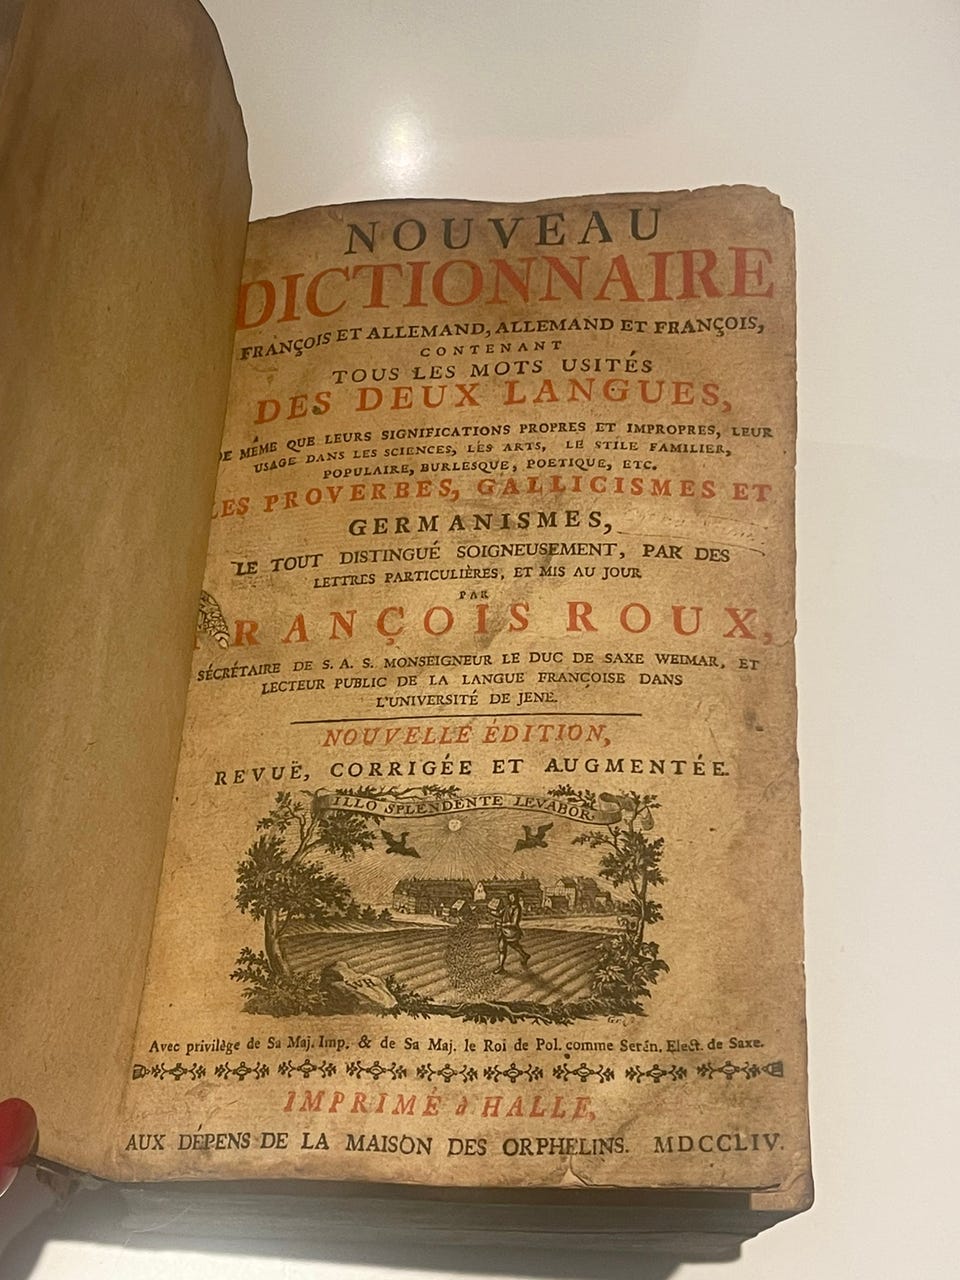 NOUVEAU
DICTIONNAIRE
FRANÇOIS ET ALLEMAND, ALLEMAND ET FRANÇOIS,
CONTENANT
TOUS LES MOTS USITÉS
DES DEUX LANGUES,
DE MÊME QUE LEURS SIGNIFICATIONS PROPRES ET IMPROPRES, LEUR
USAGE DANS LES SCIENCES, LES ARTS, LE STILE FAMILIER,
POPULAIRE, BURLESQUE, POETIQUE, ETC.
LES PROVERBES, GALLICISMES ET
GERMANISMES,
LE TOUT DISTINGUÉ SOIGNEUSEMENT, PAR DES
LETTRES PARTICULIÈRES, ET MIS AU JOUR
PAR
FRANÇOIS ROUX,
SÉCRÉTAIRE DE S. A. S. MONSEIGNEUR LE DUC DE SAXE WEIMAR, ET
LECTEUR PUBLIC DE LA LANGUE FRANÇOISE DANS
L'UNIVERSITÉ DE JENE.
NOUVELLE ÉDITION,
REVUË, CORRIGÉE ET AUGMENTÉE.
ILLO SPLENDENTE LEVABOR.
WH
Avec privilège de Sa Maj. Imp. & de Sa Maj. le Roi de Pol. comme Serén. Elect. de Saxe.
IMPRIMÉ à HALLE,
AUX DÉPENS DE LA MAISON DES ORPHELINS. MDCCLIV.